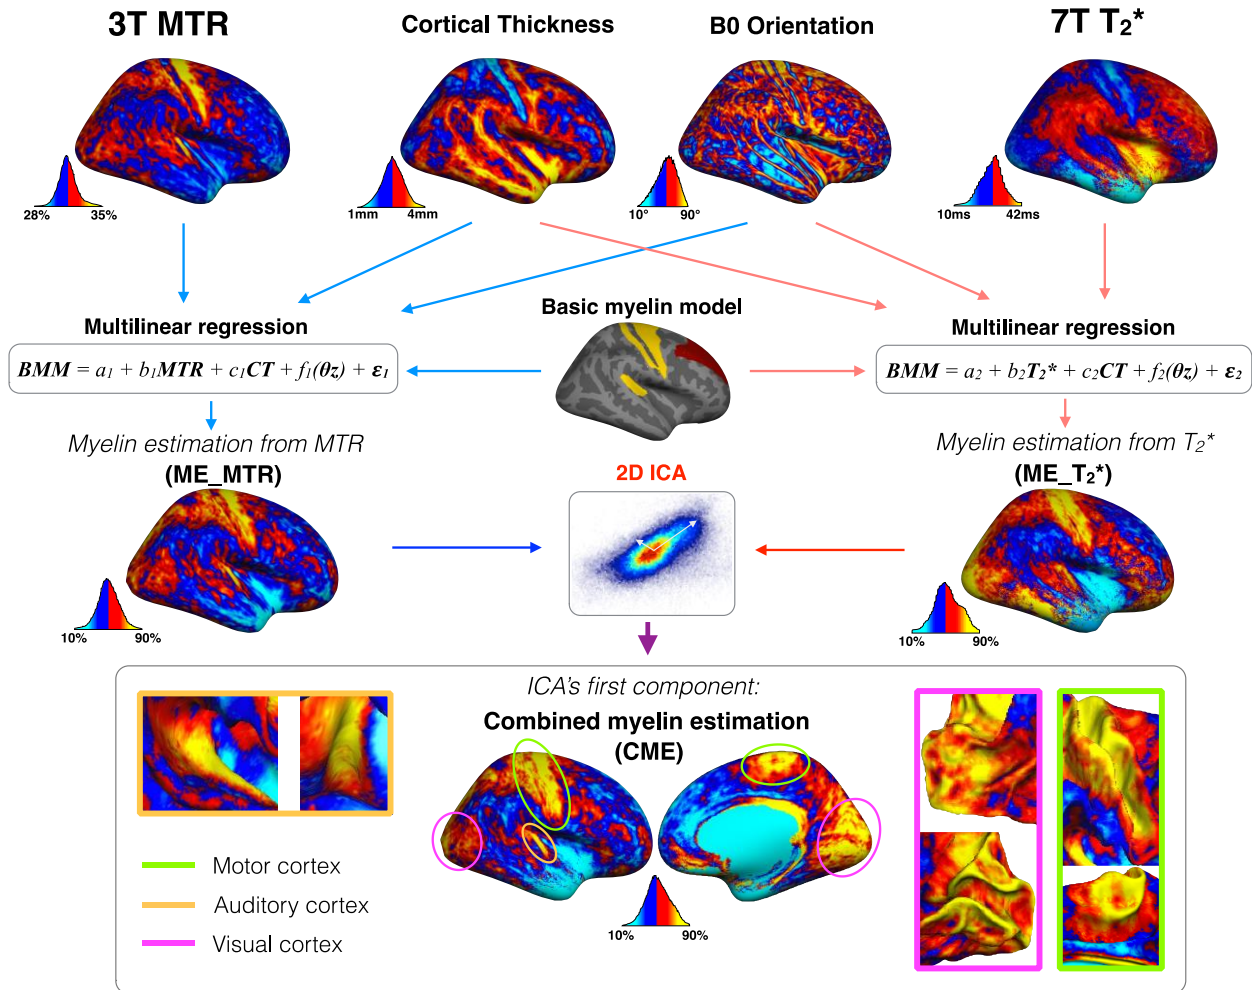 3T MTR
Cortical Thickness
B0 Orientation
7T T₂*
28% 35%
1mm 4mm
10° 90°
10ms 42ms
Basic myelin model
Multilinear regression
BMM = a₁ + b₁MTR + c₁CT + f₁(θz) + ε₁
Multilinear regression
BMM = a₂ + b₂T₂* + c₂CT + f₂(θz) + ε₂
Myelin estimation from MTR
(ME_MTR)
2D ICA
Myelin estimation from T₂*
(ME_T₂*)
10% 90%
10% 90%
ICA's first component:
Combined myelin estimation
(CME)
10% 90%
Motor cortex
Auditory cortex
Visual cortex